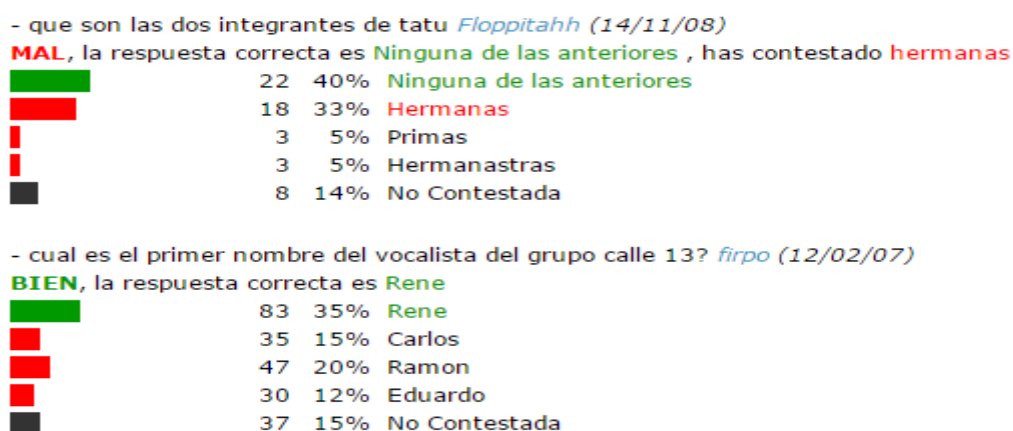 - que son las dos integrantes de tatu Floppitahh (14/11/08)
MAL, la respuesta correcta es Ninguna de las anteriores , has contestado hermanas
22 40% Ninguna de las anteriores
18 33% Hermanas
3 5% Primas
3 5% Hermanastras
8 14% No Contestada
- cual es el primer nombre del vocalista del grupo calle 13? firpo (12/02/07)
BIEN, la respuesta correcta es Rene
83 35% Rene
35 15% Carlos
47 20% Ramon
30 12% Eduardo
37 15% No Contestada